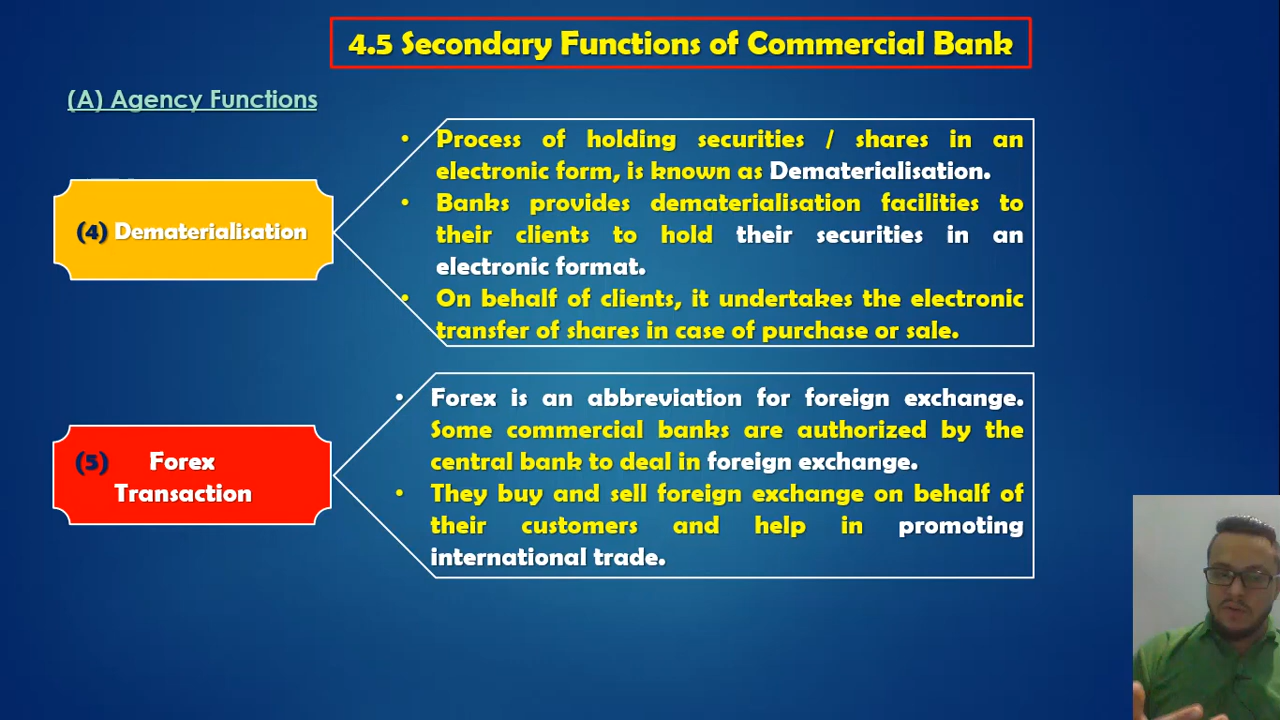 4.5 Secondary Functions of Commercial Bank
(A) Agency Functions
(4) Dematerialisation
• Process of holding securities / shares in an
electronic form, is known as Dematerialisation.
• Banks provides dematerialisation facilities to
their clients to hold their securities in an
electronic format.
• On behalf of clients, it undertakes the electronic
transfer of shares in case of purchase or sale.
(5) Forex
Transaction
• Forex is an abbreviation for foreign exchange.
Some commercial banks are authorized by the
central bank to deal in foreign exchange.
• They buy and sell foreign exchange on behalf of
their customers and help in promoting
international trade.